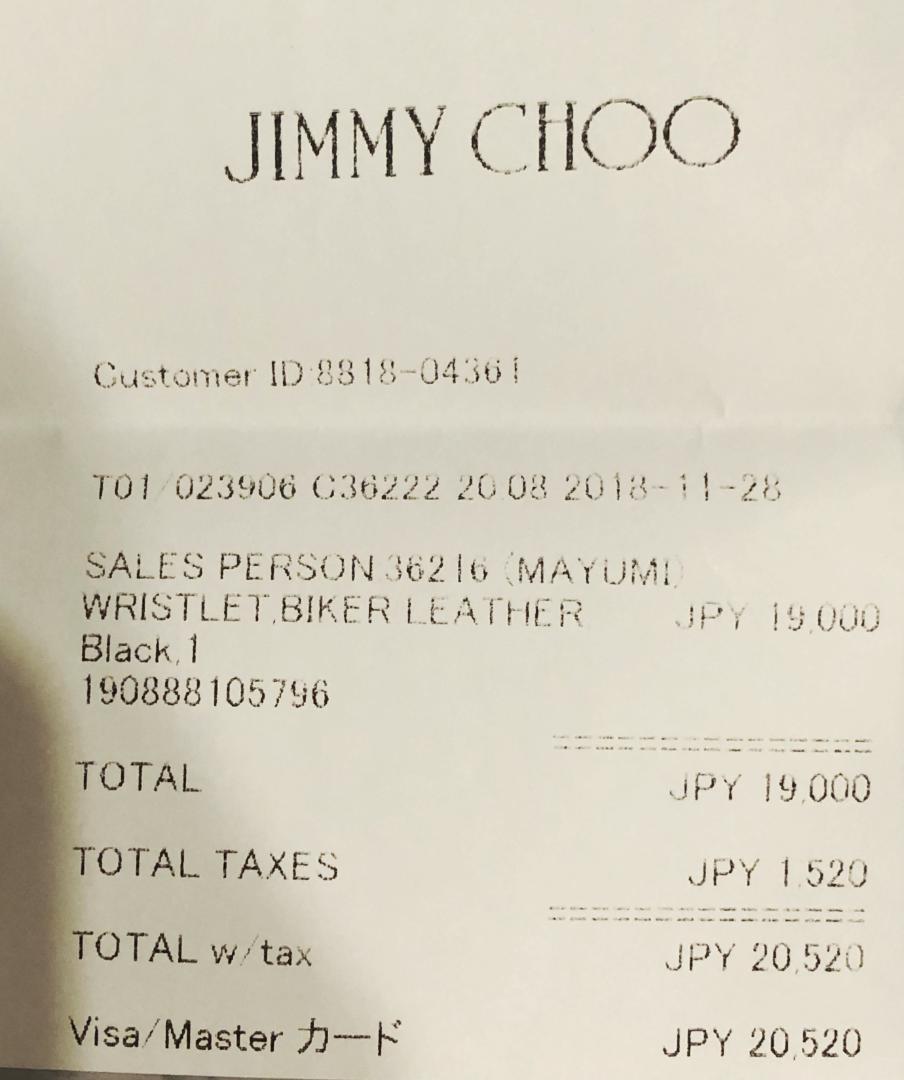 JIMMY CHOO
Customer ID:8818-04361
T01/023906 C36222 20:08 2018-11-28
SALES PERSON:36216 (MAYUMI)
WRISTLET,BIKER LEATHER JPY 19,000
Black,1
190888105796
TOTAL JPY 19,000
TOTAL TAXES JPY 1,520
TOTAL w/tax JPY 20,520
Visa/Master カード JPY 20,520